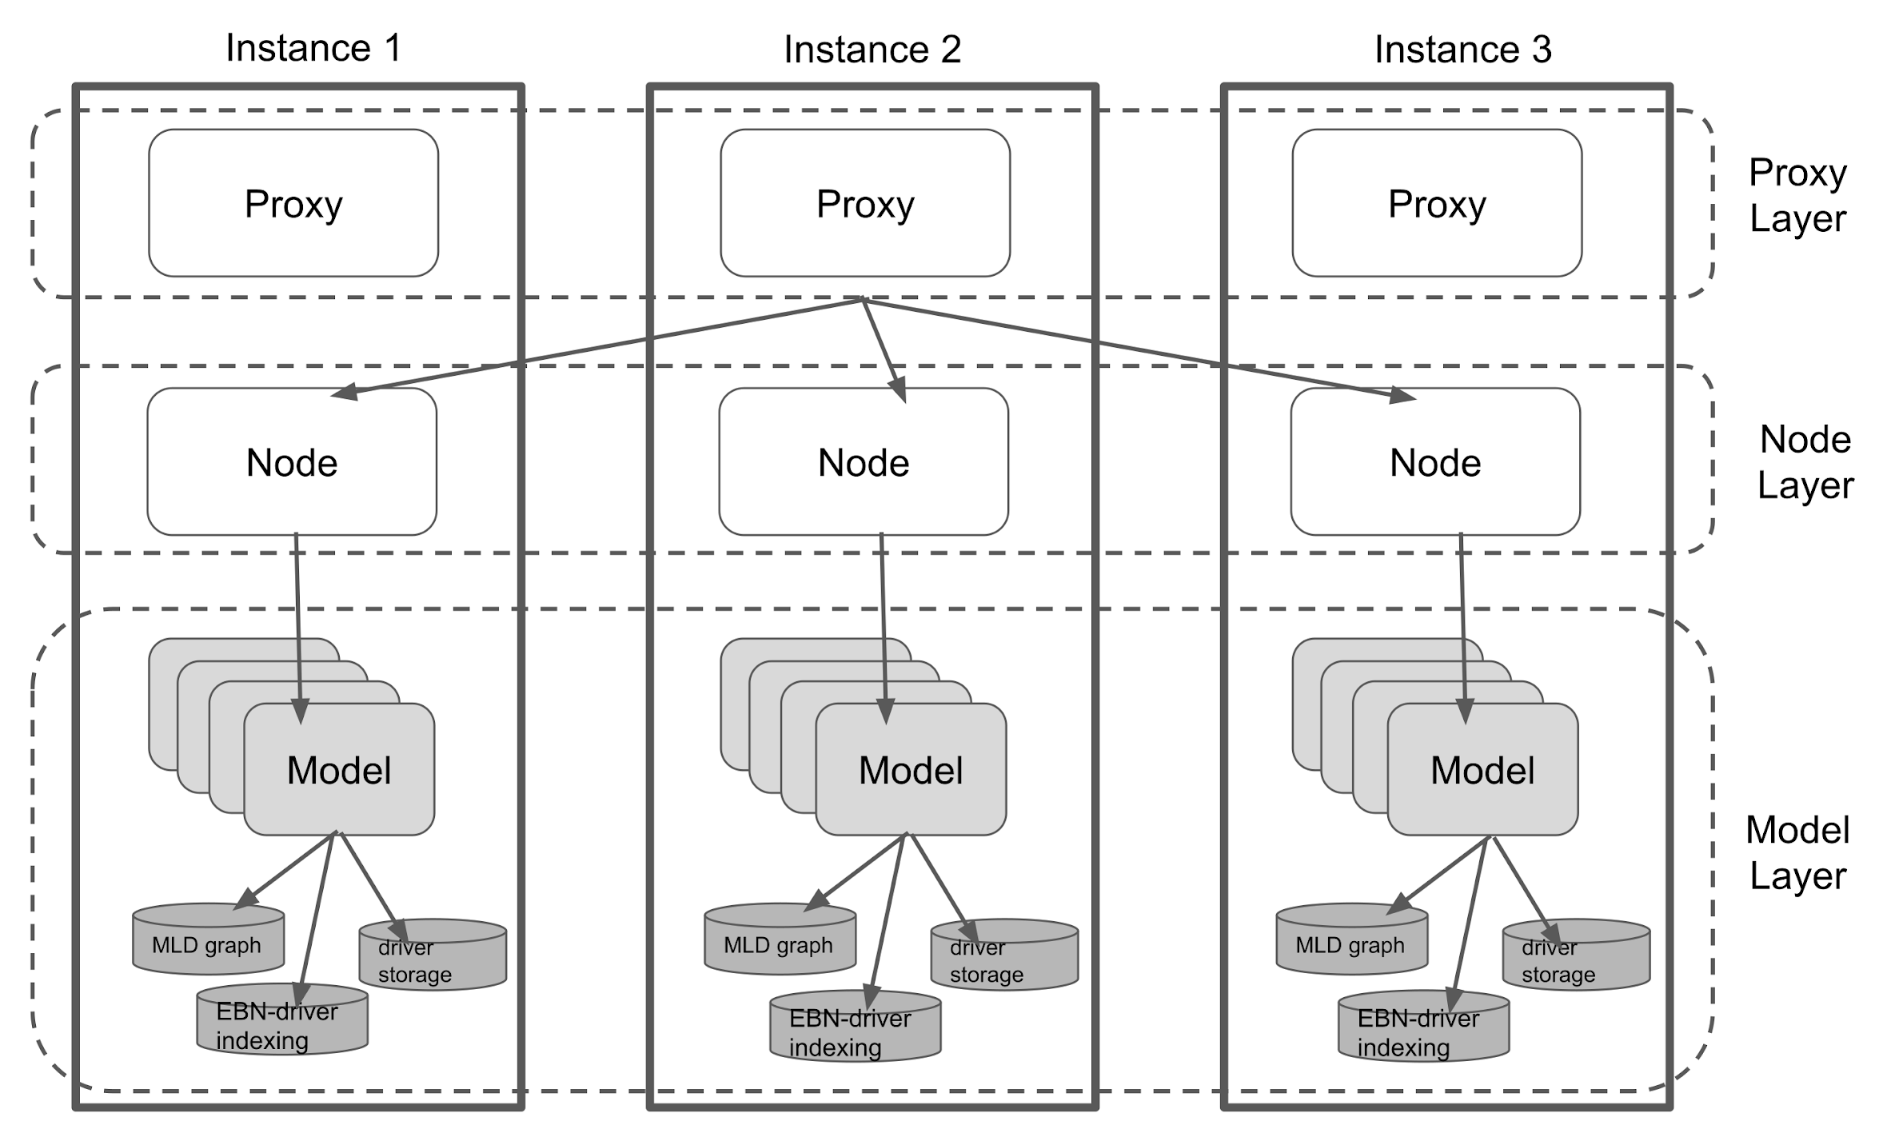 Instance 1
Instance 2
Instance 3
Proxy
Proxy
Proxy
Proxy
Layer
Node
Node
Node
Node
Layer
Model
Model
Model
Model
Layer
MLD graph
driver
storage
EBN-driver
indexing
MLD graph
driver
storage
EBN-driver
indexing
MLD graph
driver
storage
EBN-driver
indexing